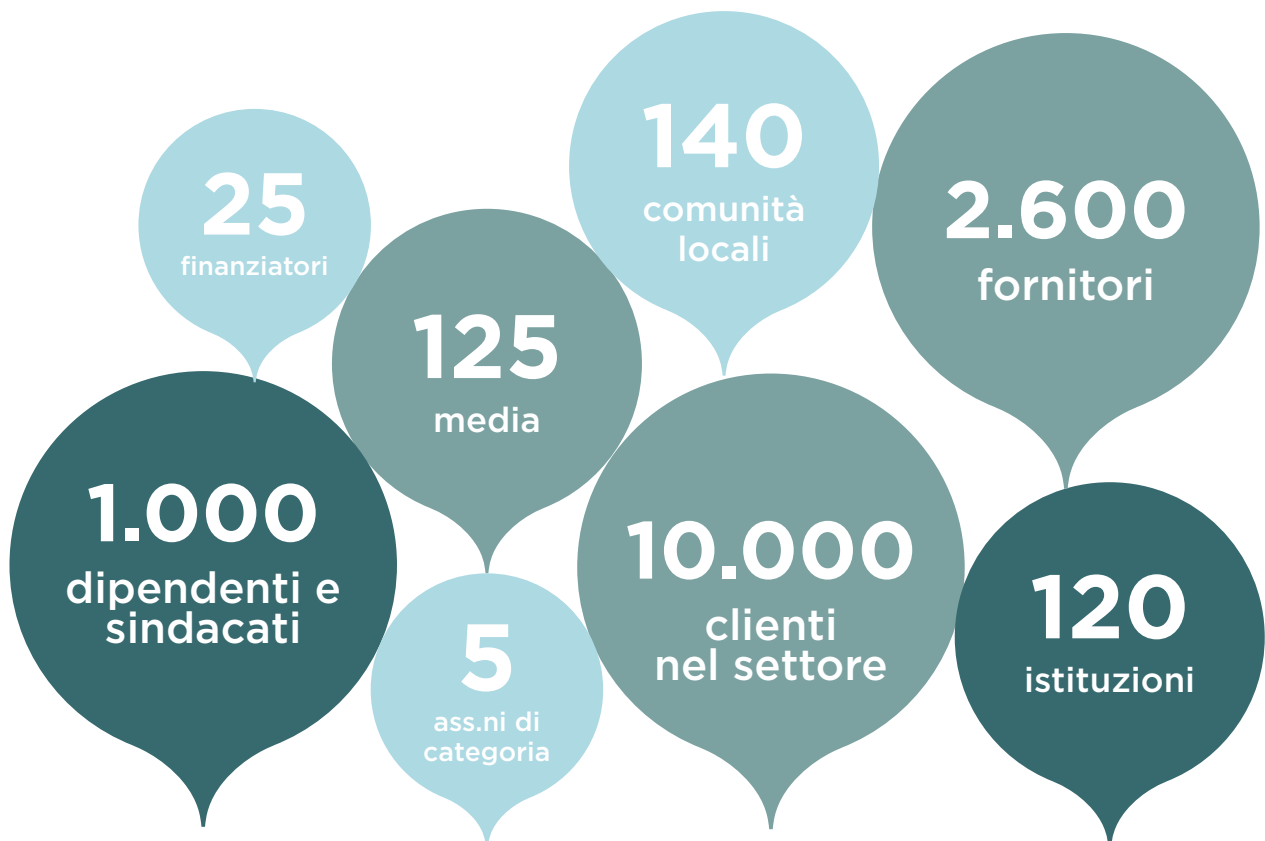 25
finanziatori
140
comunità
locali
2.600
fornitori
125
media
1.000
dipendenti e
sindacati
5
ass.ni di
categoria
10.000
clienti
nel settore
120
istituzioni